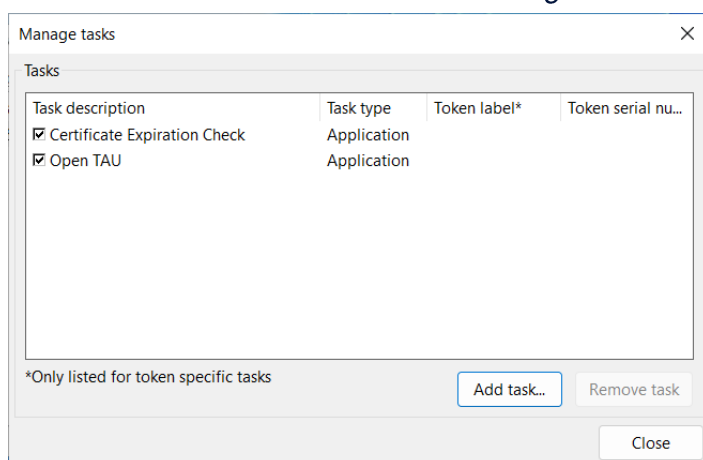 Manage tasks
Tasks
Task description Task type Token label* Token serial nu...
Certificate Expiration Check Application
Open TAU Application
*Only listed for token specific tasks
Add task... Remove task
Close